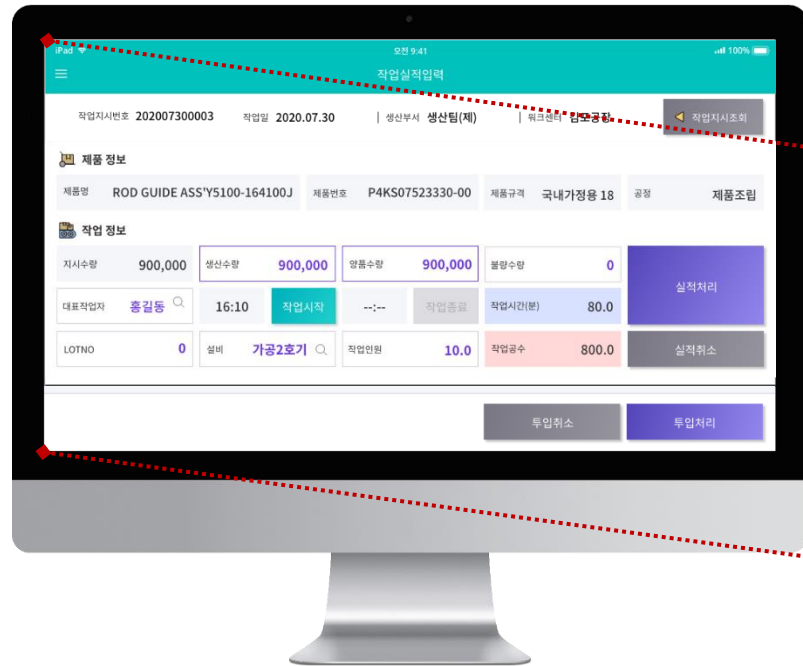 iPad 오전 9:41 100%
작업실적입력
작업지시번호 202007300003 작업일 2020.07.30 | 생산부서 생산팀(제) | 워크센터 김포공장 작업지시조회
제품 정보
제품명 ROD GUIDE ASS'Y5100-164100J 제품번호 P4KS07523330-00 제품규격 국내가정용 18 공정 제품조립
작업 정보
지시수량 900,000 생산수량 900,000 양품수량 900,000 불량수량 0 실적처리
대표작업자 홍길동 16:10 작업시작 --:-- 작업종료 작업시간(분) 80.0
LOTNO 0 설비 가공2호기 작업인원 10.0 작업공수 800.0 실적취소
투입취소 투입처리